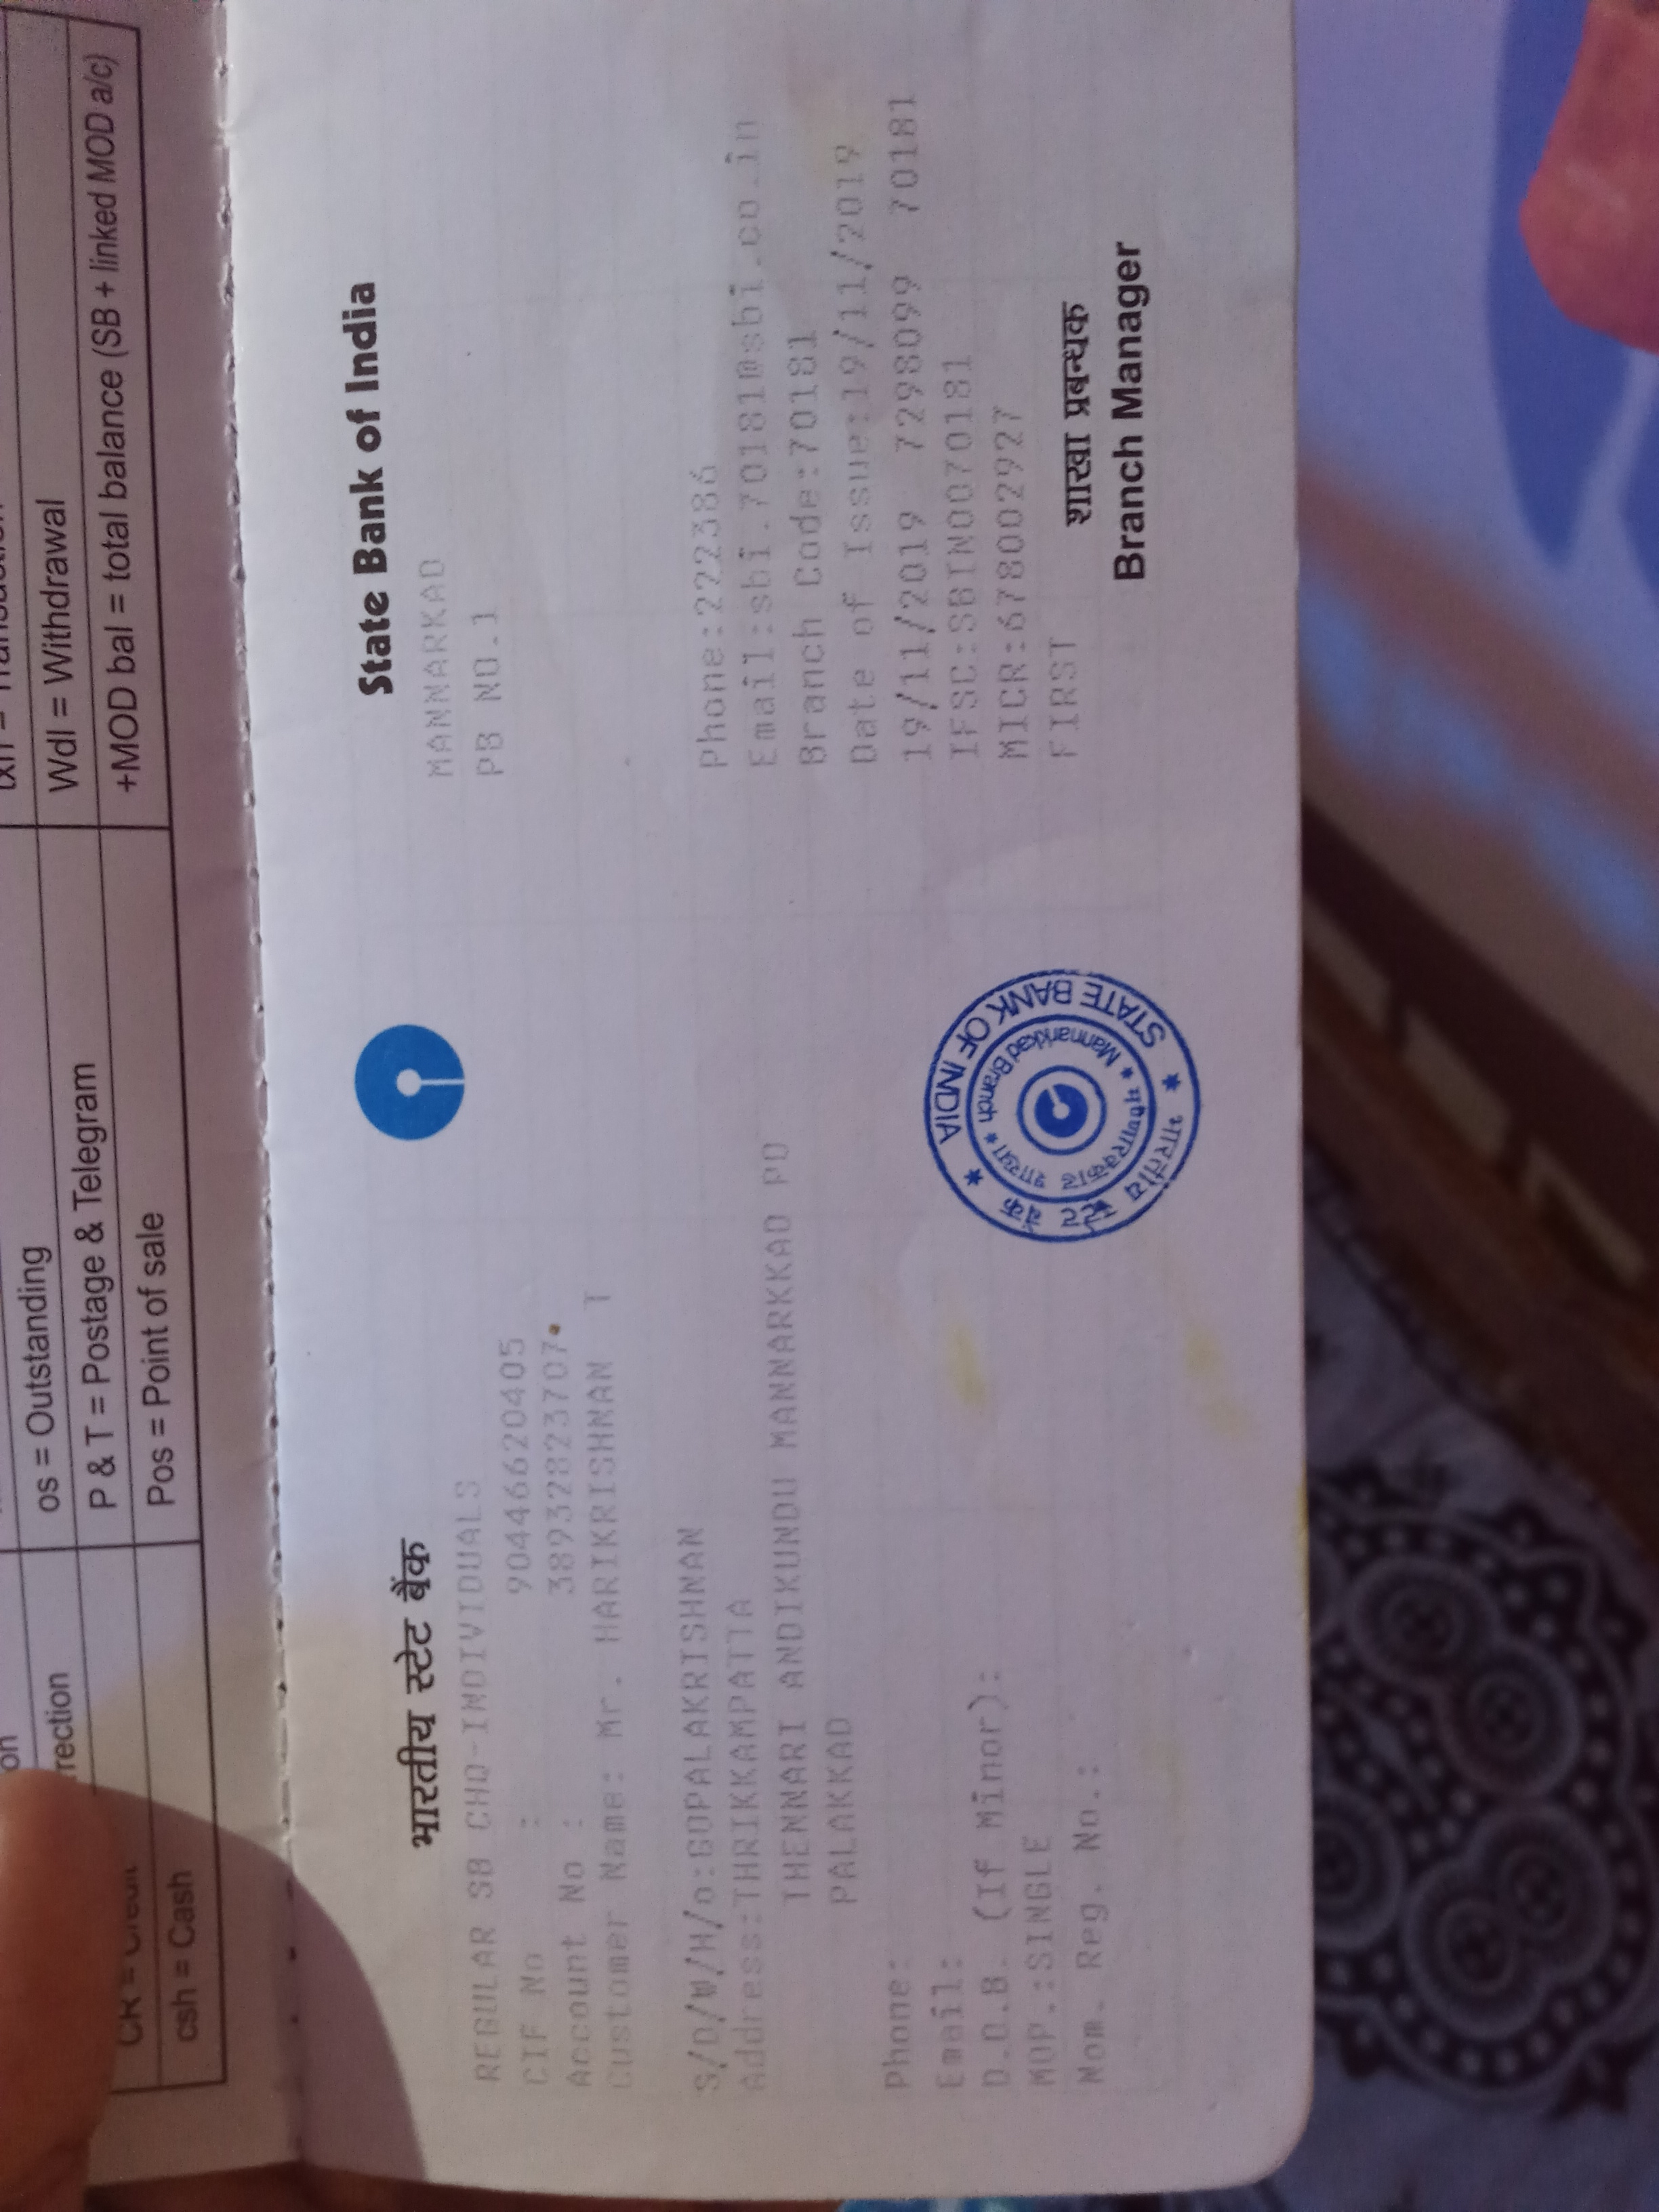 on
rrection
CR = Credit
csh = Cash
os = Outstanding
P & T = Postage & Telegram
Pos = Point of sale
txn = Transaction
Wdl = Withdrawal
+MOD bal = total balance (SB + linked MOD a/c)
भारतीय स्टेट बैंक
REGULAR SB CHQ-INDIVIDUALS
CIF No : 90446620405
Account No : 38932823707
Customer Name: Mr. HARIKRISHNAN T
S/D/W/H/o:GOPALAKRISHNAN
Address:THRIKKAMPATTA
THENNARI ANDIKUNDU MANNARKKAD PO
PALAKKAD
Phone:
Email:
D.O.B. (If Minor):
MOP.:SINGLE
Nom. Reg. No.:
State Bank of India
MANNARKAD
PB NO.1
Phone:222386
Email:sbi.70181@sbi.co.in
Branch Code:70181
Date of Issue:19/11/2019
19/11/2019 7298099 70181
IFSC:SBIN0070181
MICR:678002927
FIRST
शाखा प्रबन्धक
Branch Manager
भारतीय स्टेट बैंक
STATE BANK OF INDIA
शाखा
Mannarkkad Branch